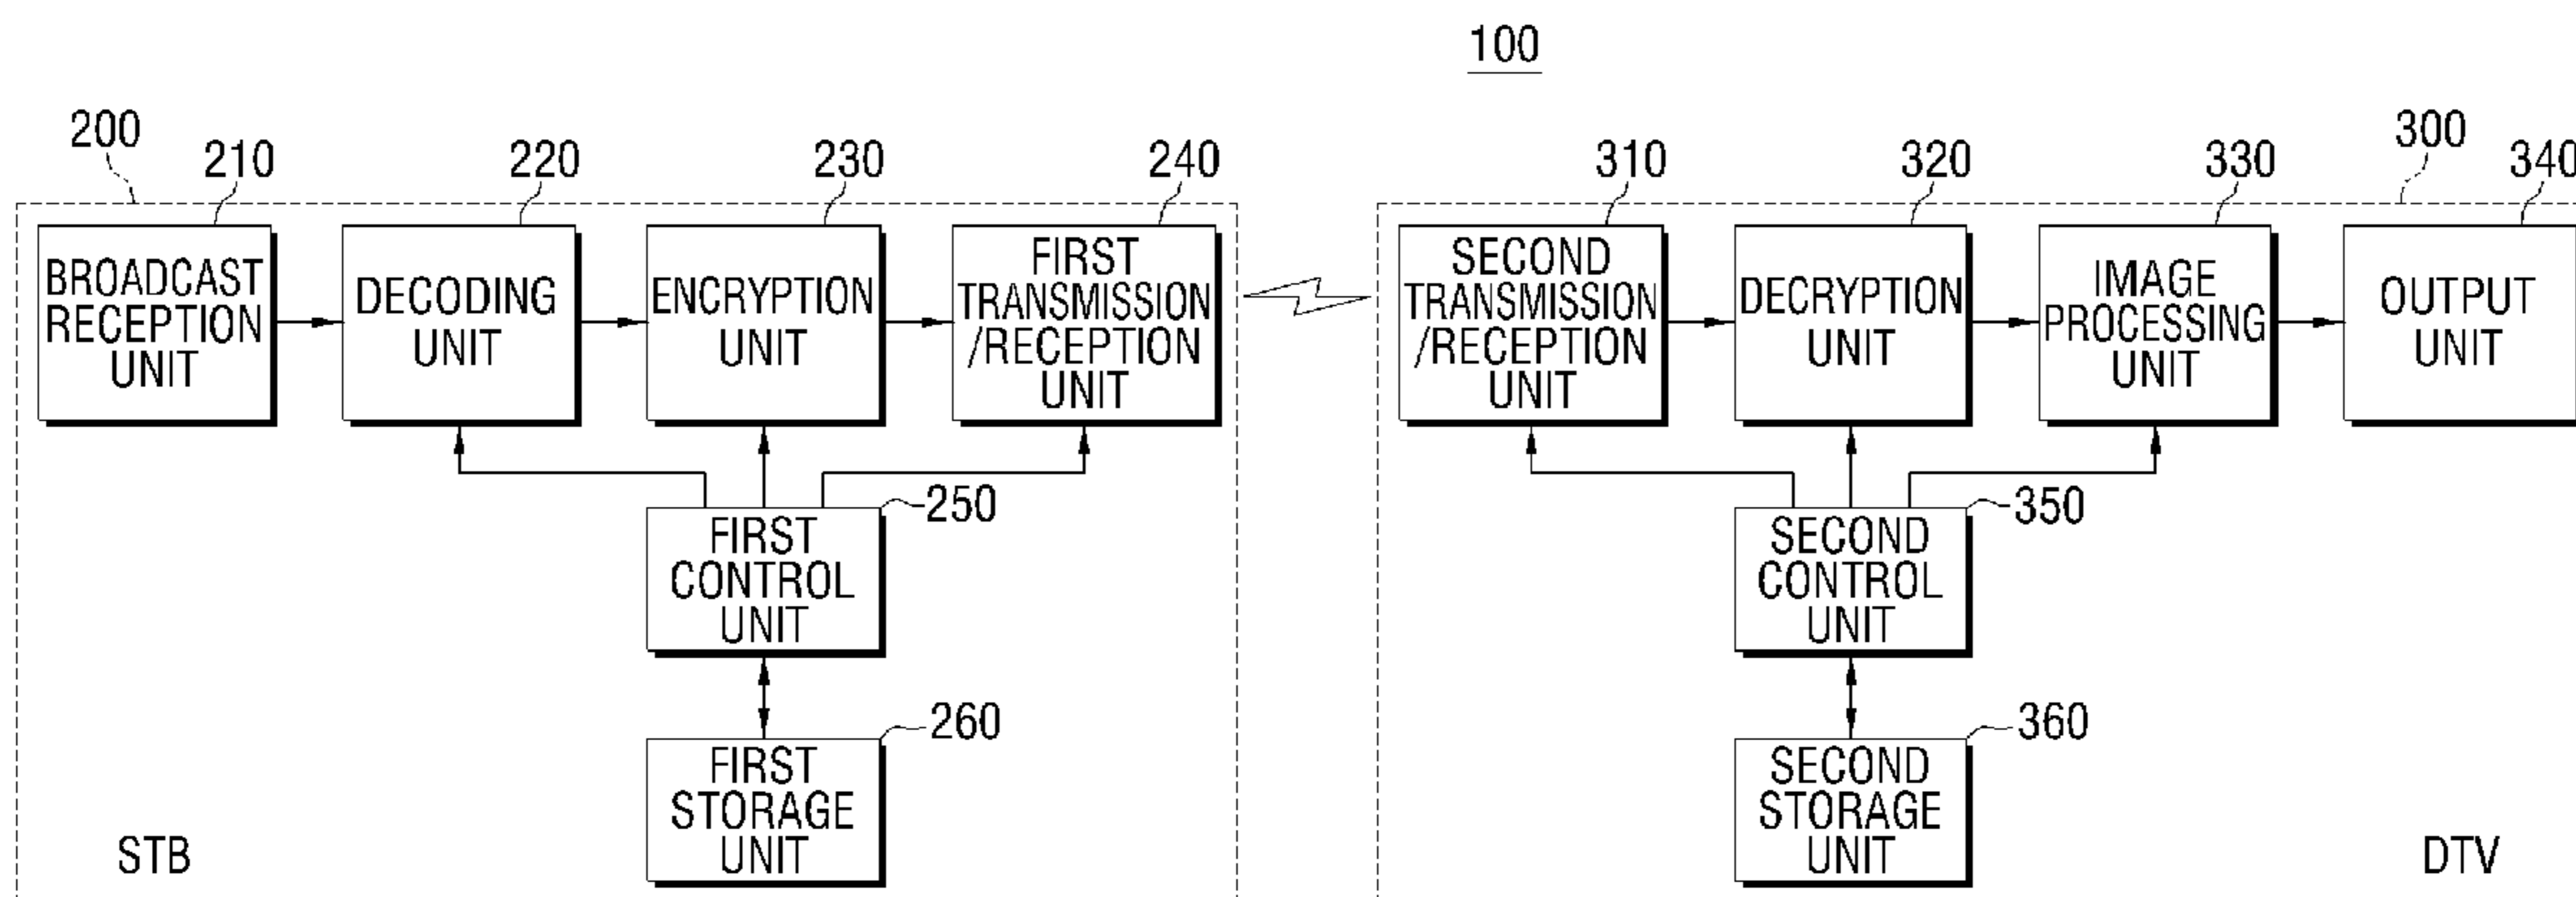 100
200
210
220
230
240
310
320
330
300
340
BROADCAST
RECEPTION
UNIT
DECODING
UNIT
ENCRYPTION
UNIT
FIRST
TRANSMISSION
/RECEPTION
UNIT
SECOND
TRANSMISSION
/RECEPTION
UNIT
DECRYPTION
UNIT
IMAGE
PROCESSING
UNIT
OUTPUT
UNIT
250
FIRST
CONTROL
UNIT
350
SECOND
CONTROL
UNIT
260
FIRST
STORAGE
UNIT
360
SECOND
STORAGE
UNIT
STB
DTV